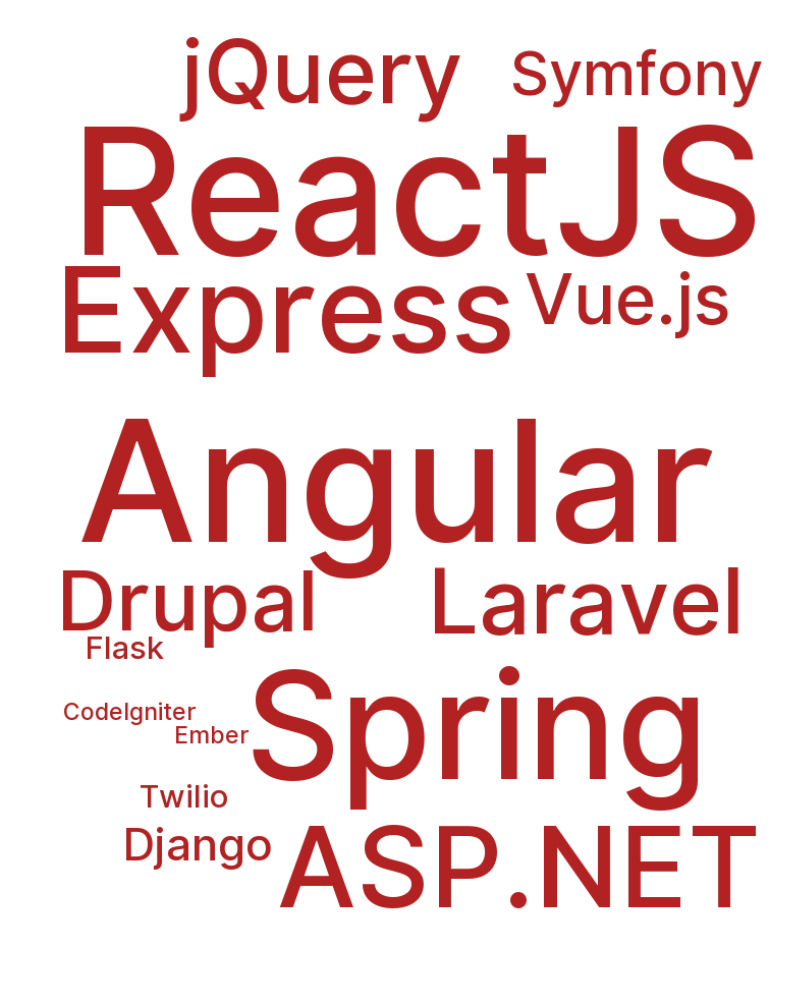 jQuery Symfony
ReactJS
Express Vue.js
Angular
Drupal Laravel
Flask
Spring
CodeIgniter
Ember
Twilio
Django ASP.NET